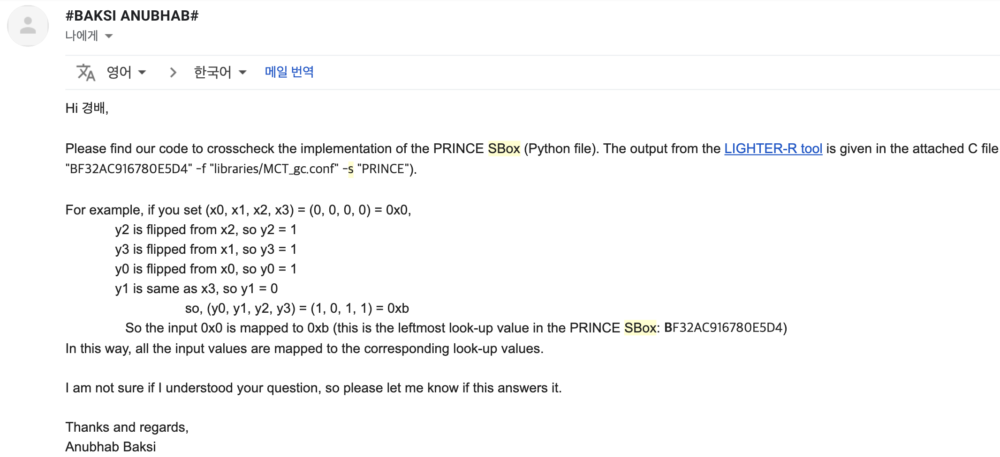 #BAKSI ANUBHAB#
나에게
영어 > 한국어 메일 번역
Hi 경배,
Please find our code to crosscheck the implementation of the PRINCE SBox (Python file). The output from the LIGHTER-R tool is given in the attached C file
"BF32AC916780E5D4" -f "libraries/MCT_gc.conf" -s "PRINCE").
For example, if you set (x0, x1, x2, x3) = (0, 0, 0, 0) = 0x0,
y2 is flipped from x2, so y2 = 1
y3 is flipped from x1, so y3 = 1
y0 is flipped from x0, so y0 = 1
y1 is same as x3, so y1 = 0
so, (y0, y1, y2, y3) = (1, 0, 1, 1) = 0xb
So the input 0x0 is mapped to 0xb (this is the leftmost look-up value in the PRINCE SBox: BF32AC916780E5D4)
In this way, all the input values are mapped to the corresponding look-up values.
I am not sure if I understood your question, so please let me know if this answers it.
Thanks and regards,
Anubhab Baksi